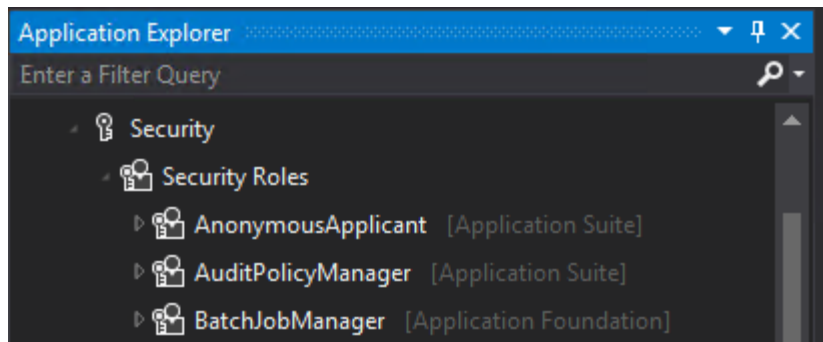 Application Explorer
Enter a Filter Query
Security
Security Roles
AnonymousApplicant [Application Suite]
AuditPolicyManager [Application Suite]
BatchJobManager [Application Foundation]